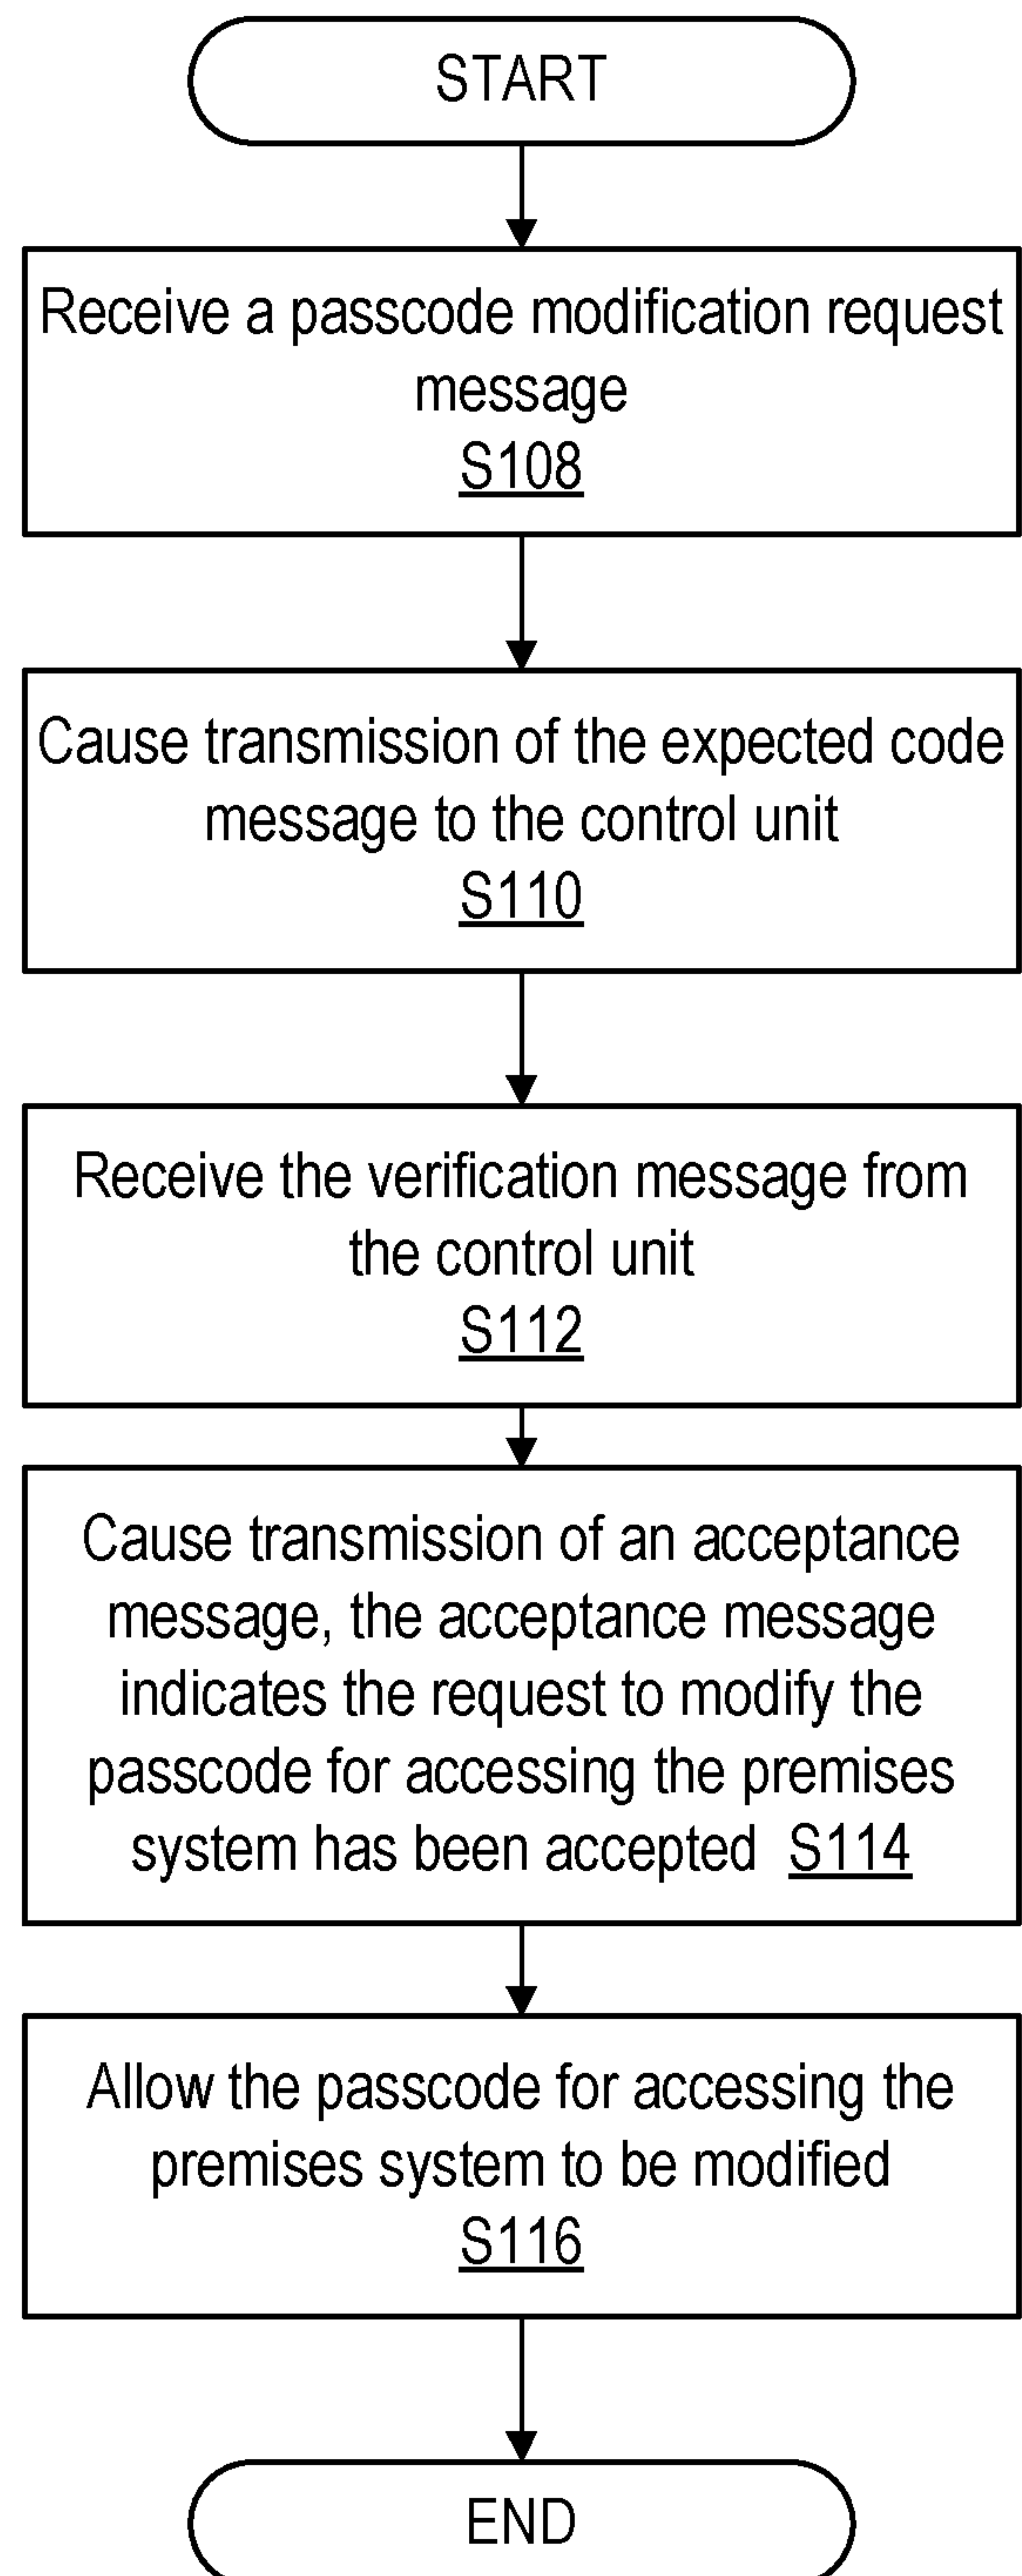 START
Receive a passcode modification request
message
S108
Cause transmission of the expected code
message to the control unit
S110
Receive the verification message from
the control unit
S112
Cause transmission of an acceptance
message, the acceptance message
indicates the request to modify the
passcode for accessing the premises
system has been accepted S114
Allow the passcode for accessing the
premises system to be modified
S116
END